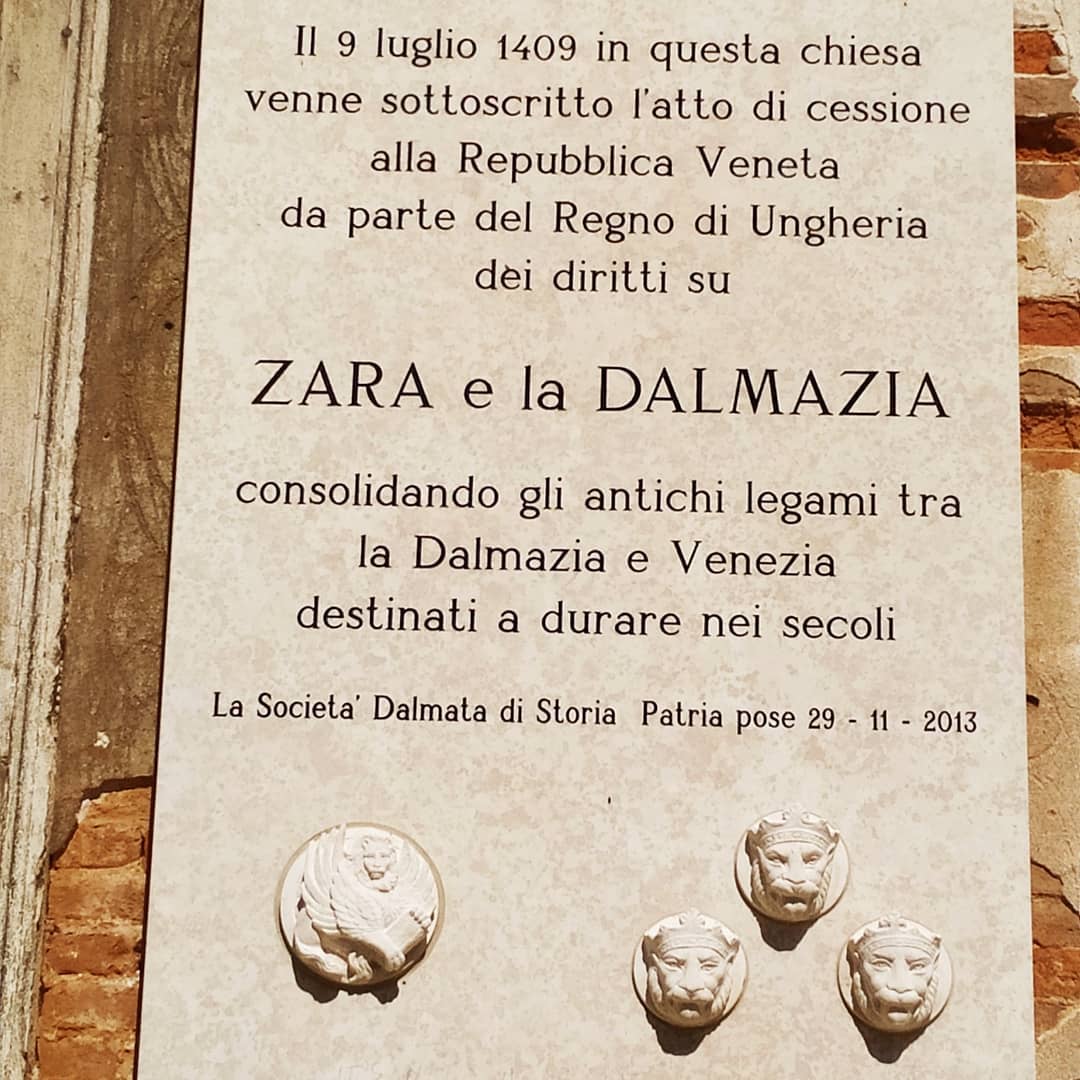 Il 9 luglio 1409 in questa chiesa
venne sottoscritto l'atto di cessione
alla Repubblica Veneta
da parte del Regno di Ungheria
dei diritti su
ZARA e la DALMAZIA
consolidando gli antichi legami tra
la Dalmazia e Venezia
destinati a durare nei secoli
La Societa' Dalmata di Storia Patria pose 29 - 11 - 2013